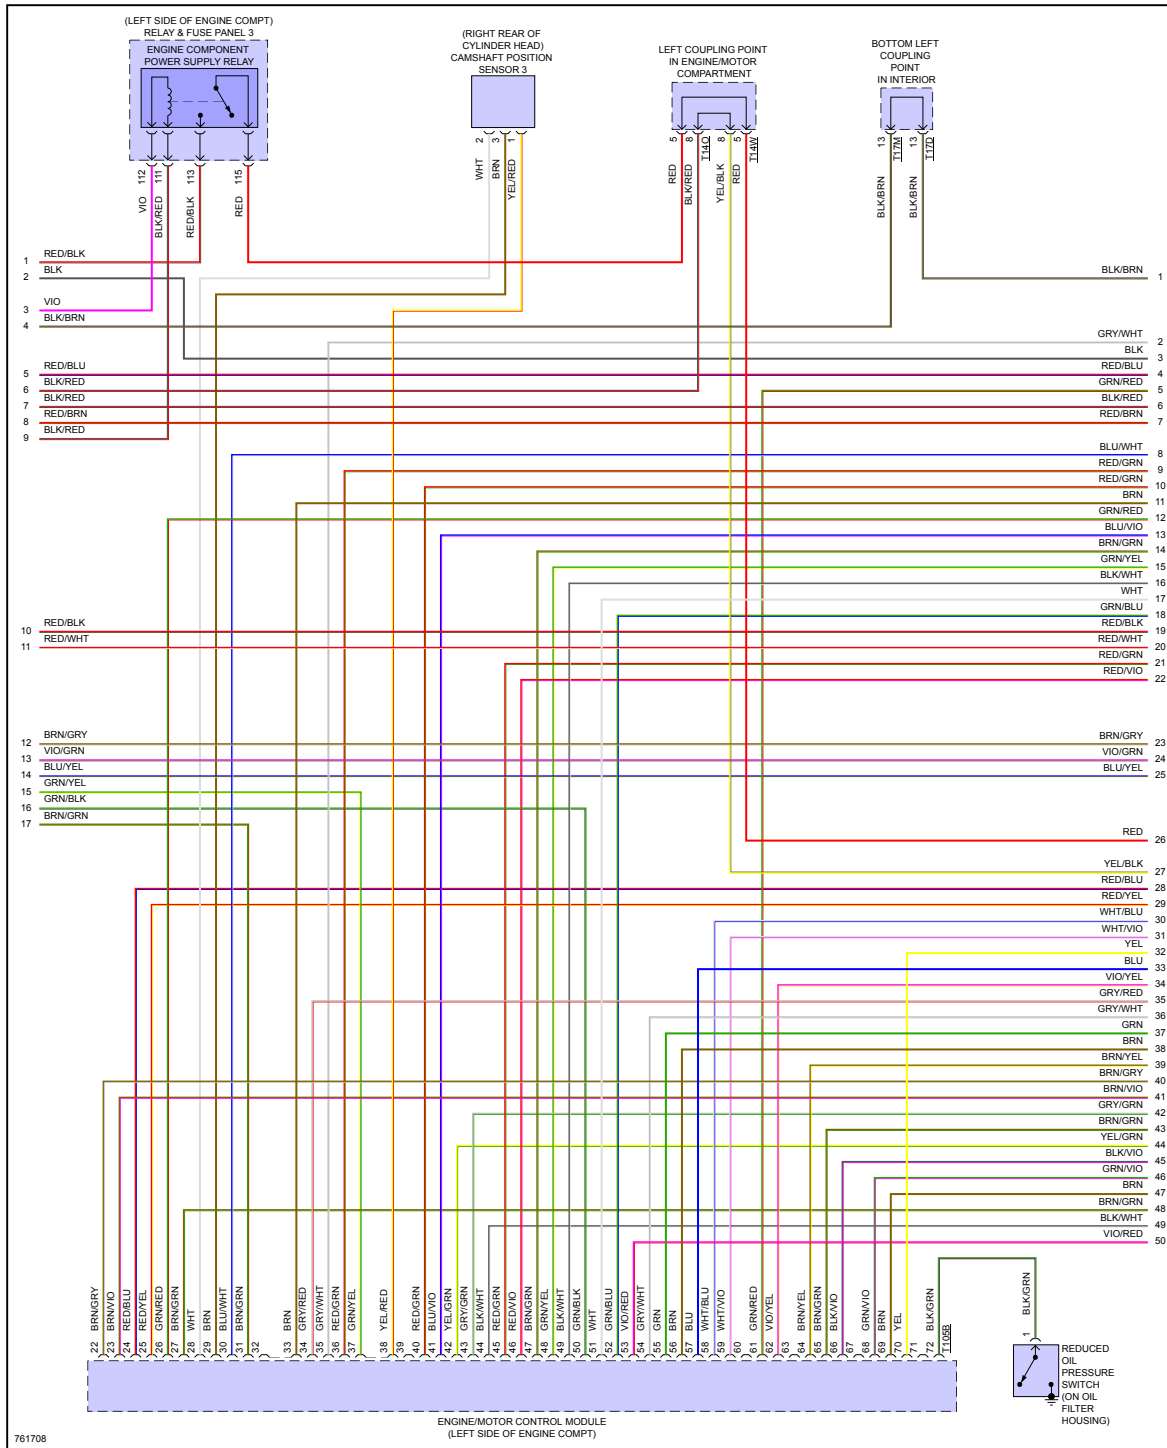 (LEFT SIDE OF ENGINE COMPT)
RELAY & FUSE PANEL 3
ENGINE COMPONENT
POWER SUPPLY RELAY
(RIGHT REAR OF
CYLINDER HEAD)
CAMSHAFT POSITION
SENSOR 3
LEFT COUPLING POINT
IN ENGINE/MOTOR
COMPARTMENT
BOTTOM LEFT
COUPLING
POINT
IN INTERIOR
112
111
113
115
2
3
1
5
8
T14O
8
5
T14W
13
T17M
13
T17D
VIO
BLK/RED
RED/BLK
RED
WHT
BRN
YEL/RED
RED
BLK/RED
YEL/BLK
RED
BLK/BRN
BLK/BRN
1 RED/BLK
2 BLK
3 VIO
4 BLK/BRN
5 RED/BLU
6 BLK/RED
7 BLK/RED
8 RED/BRN
9 BLK/RED
10 RED/BLK
11 RED/WHT
12 BRN/GRY
13 VIO/GRN
14 BLU/YEL
15 GRN/YEL
16 GRN/BLK
17 BRN/GRN
BLK/BRN 1
GRY/WHT 2
BLK 3
RED/BLU 4
GRN/RED 5
BLK/RED 6
RED/BRN 7
BLU/WHT 8
RED/GRN 9
RED/GRN 10
BRN 11
GRN/RED 12
BLU/VIO 13
BRN/GRN 14
GRN/YEL 15
BLK/WHT 16
WHT 17
GRN/BLU 18
RED/BLK 19
RED/WHT 20
RED/GRN 21
RED/VIO 22
BRN/GRY 23
VIO/GRN 24
BLU/YEL 25
RED 26
YEL/BLK 27
RED/BLU 28
RED/YEL 29
WHT/BLU 30
WHT/VIO 31
YEL 32
BLU 33
VIO/YEL 34
GRY/RED 35
GRY/WHT 36
GRN 37
BRN 38
BRN/YEL 39
BRN/GRY 40
BRN/VIO 41
GRY/GRN 42
BRN/GRN 43
YEL/GRN 44
BLK/VIO 45
GRN/VIO 46
BRN 47
BRN/GRN 48
BLK/WHT 49
VIO/RED 50
22 BRN/GRY
23 BRN/VIO
24 RED/BLU
25 RED/YEL
26 GRN/RED
27 BRN/GRN
28 WHT
29 BRN
30 BLU/WHT
31 BRN/GRN
32
33 BRN
34 GRY/RED
35 GRY/WHT
36 RED/GRN
37 GRN/YEL
38 YEL/RED
39
40 RED/GRN
41 BLU/VIO
42 YEL/GRN
43 GRY/GRN
44 BLK/WHT
45 RED/GRN
46 RED/VIO
47 BRN/GRN
48 GRN/YEL
49 BLK/WHT
50 GRN/BLK
51 WHT
52 GRN/BLU
53 VIO/RED
54 GRY/WHT
55 GRN
56 BRN
57 BLU
58 WHT/BLU
59 WHT/VIO
60
61 GRN/RED
62 VIO/YEL
63
64 BRN/YEL
65 BRN/GRN
66 BLK/VIO
67
68 GRN/VIO
69 BRN
70 YEL
71
72 BLK/GRN
T105B
BLK/GRN
1
REDUCED
OIL
PRESSURE
SWITCH
(ON OIL
FILTER
HOUSING)
ENGINE/MOTOR CONTROL MODULE
(LEFT SIDE OF ENGINE COMPT)
761708